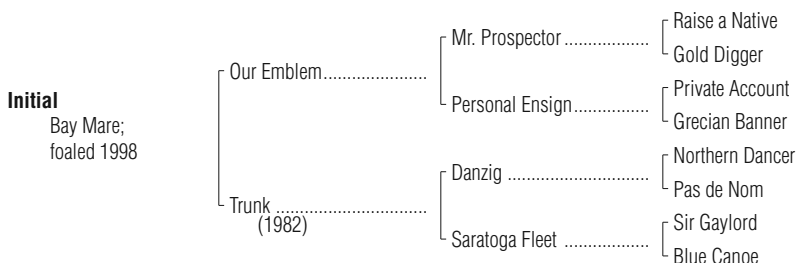 Raise a Native
Mr. Prospector ..................
Gold Digger
Our Emblem......................
Private Account
Personal Ensign................
Grecian Banner
Initial
Bay Mare;
foaled 1998
Northern Dancer
Danzig ..............................
Pas de Nom
Trunk ................................
(1982)
Sir Gaylord
Saratoga Fleet ..................
Blue Canoe